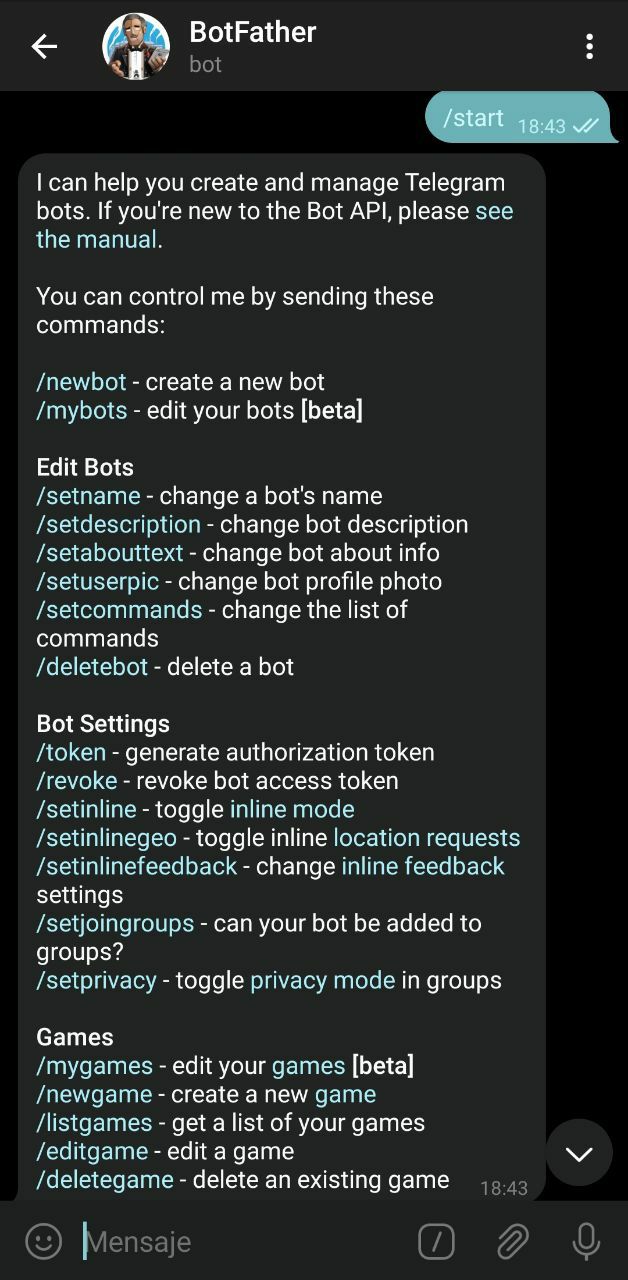 BotFather
bot
/start 18:43
I can help you create and manage Telegram
bots. If you're new to the Bot API, please see
the manual.
You can control me by sending these
commands:
/newbot - create a new bot
/mybots - edit your bots [beta]
Edit Bots
/setname - change a bot's name
/setdescription - change bot description
/setabouttext - change bot about info
/setuserpic - change bot profile photo
/setcommands - change the list of
commands
/deletebot - delete a bot
Bot Settings
/token - generate authorization token
/revoke - revoke bot access token
/setinline - toggle inline mode
/setinlinegeo - toggle inline location requests
/setinlinefeedback - change inline feedback
settings
/setjoingroups - can your bot be added to
groups?
/setprivacy - toggle privacy mode in groups
Games
/mygames - edit your games [beta]
/newgame - create a new game
/listgames - get a list of your games
/editgame - edit a game
/deletegame - delete an existing game 18:43
Mensaje